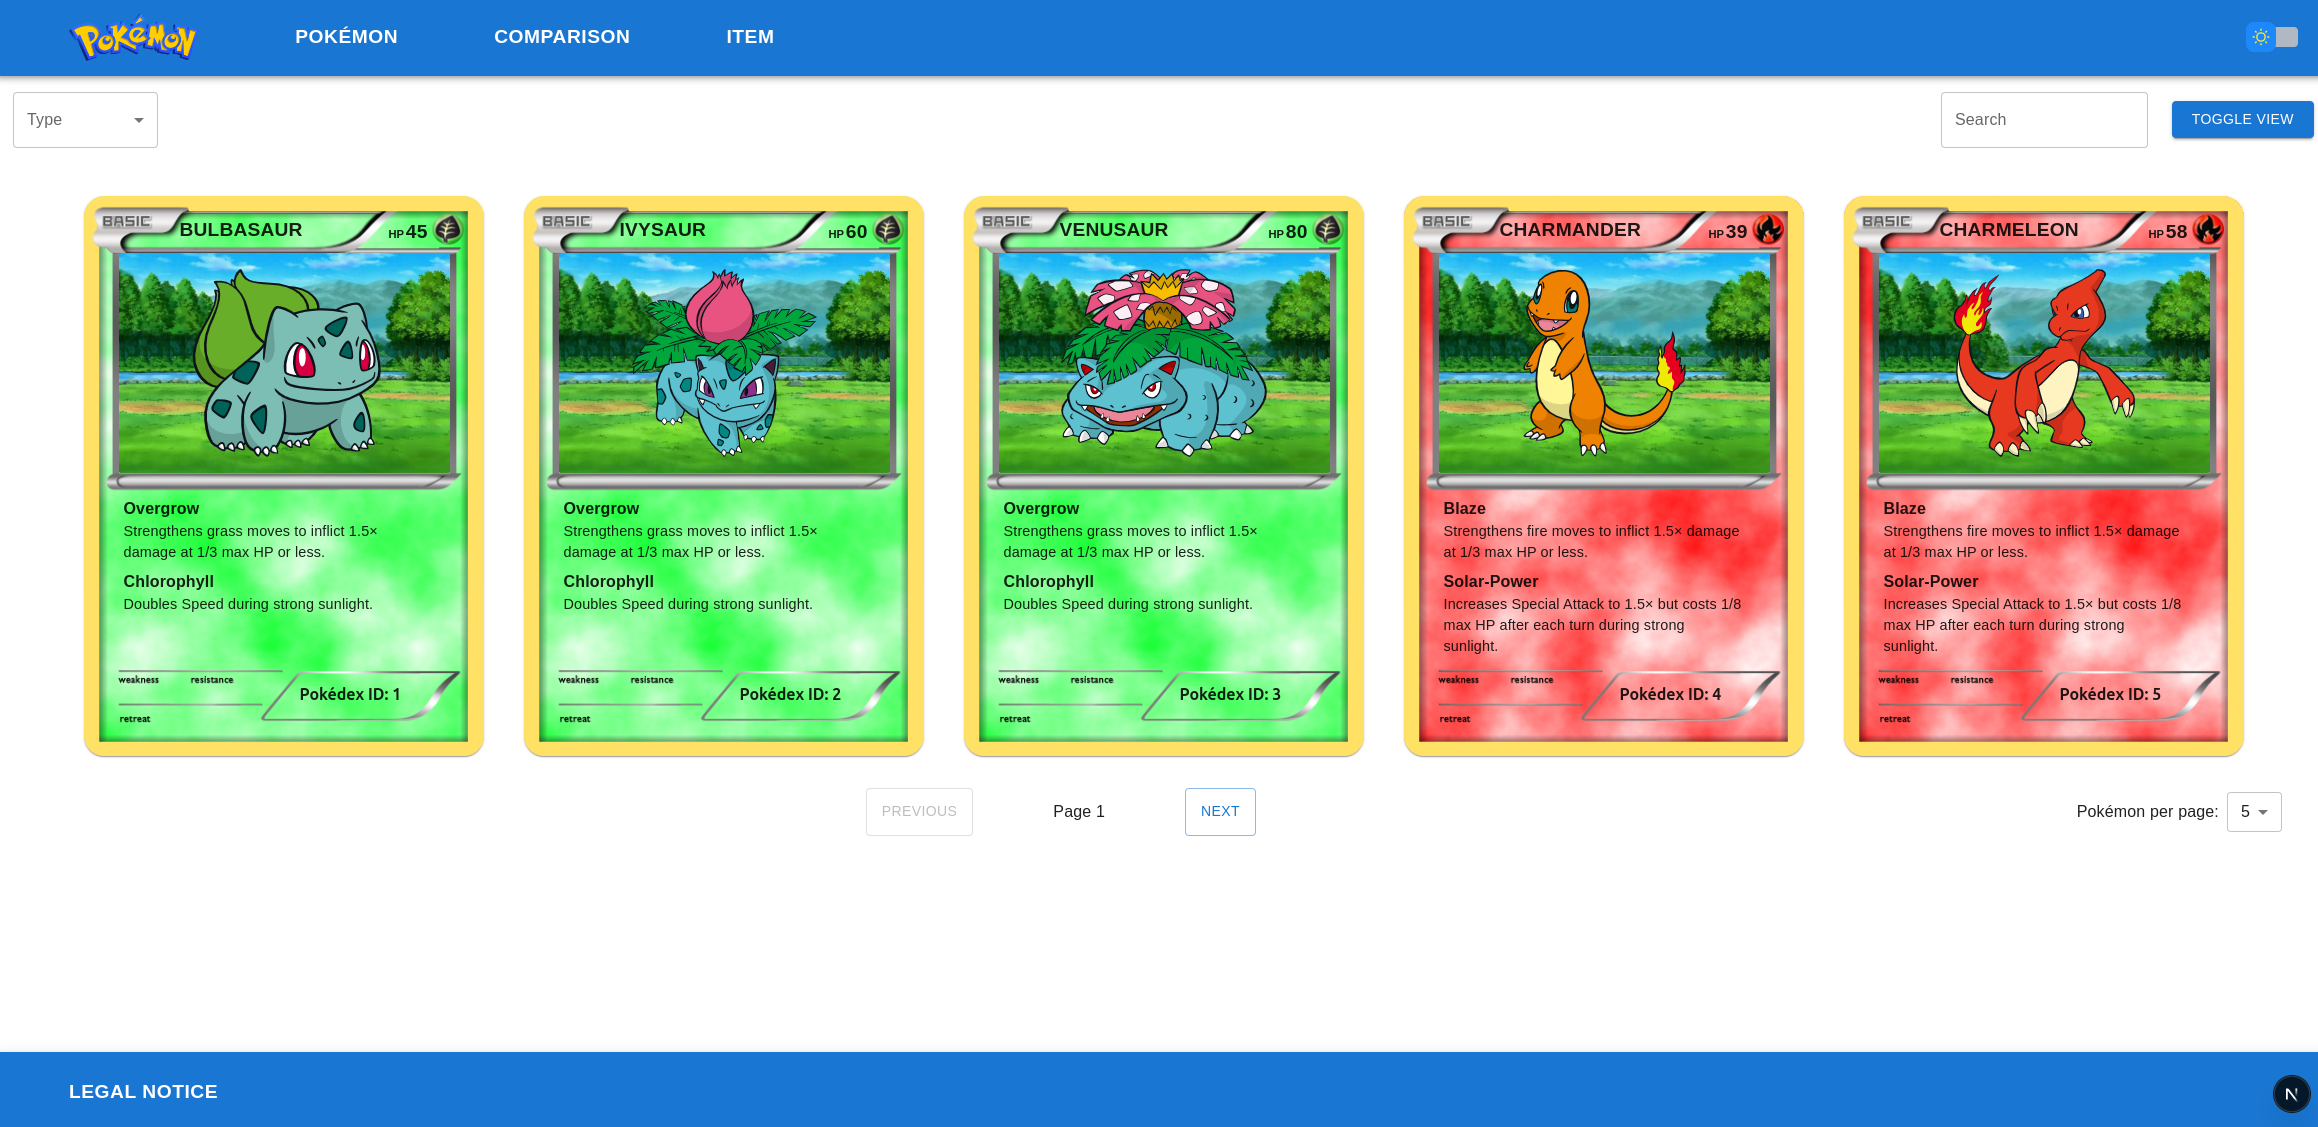 Pokémon
POKÉMON
COMPARISON
ITEM
Type
Search
TOGGLE VIEW
BASIC BULBASAUR HP 45
Overgrow
Strengthens grass moves to inflict 1.5×
damage at 1/3 max HP or less.
Chlorophyll
Doubles Speed during strong sunlight.
weakness resistance
Pokédex ID: 1
retreat
BASIC IVYSAUR HP 60
Overgrow
Strengthens grass moves to inflict 1.5×
damage at 1/3 max HP or less.
Chlorophyll
Doubles Speed during strong sunlight.
weakness resistance
Pokédex ID: 2
retreat
BASIC VENUSAUR HP 80
Overgrow
Strengthens grass moves to inflict 1.5×
damage at 1/3 max HP or less.
Chlorophyll
Doubles Speed during strong sunlight.
weakness resistance
Pokédex ID: 3
retreat
BASIC CHARMANDER HP 39
Blaze
Strengthens fire moves to inflict 1.5× damage
at 1/3 max HP or less.
Solar-Power
Increases Special Attack to 1.5× but costs 1/8
max HP after each turn during strong
sunlight.
weakness resistance
Pokédex ID: 4
retreat
BASIC CHARMELEON HP 58
Blaze
Strengthens fire moves to inflict 1.5× damage
at 1/3 max HP or less.
Solar-Power
Increases Special Attack to 1.5× but costs 1/8
max HP after each turn during strong
sunlight.
weakness resistance
Pokédex ID: 5
retreat
PREVIOUS
Page 1
NEXT
Pokémon per page: 5
LEGAL NOTICE
N